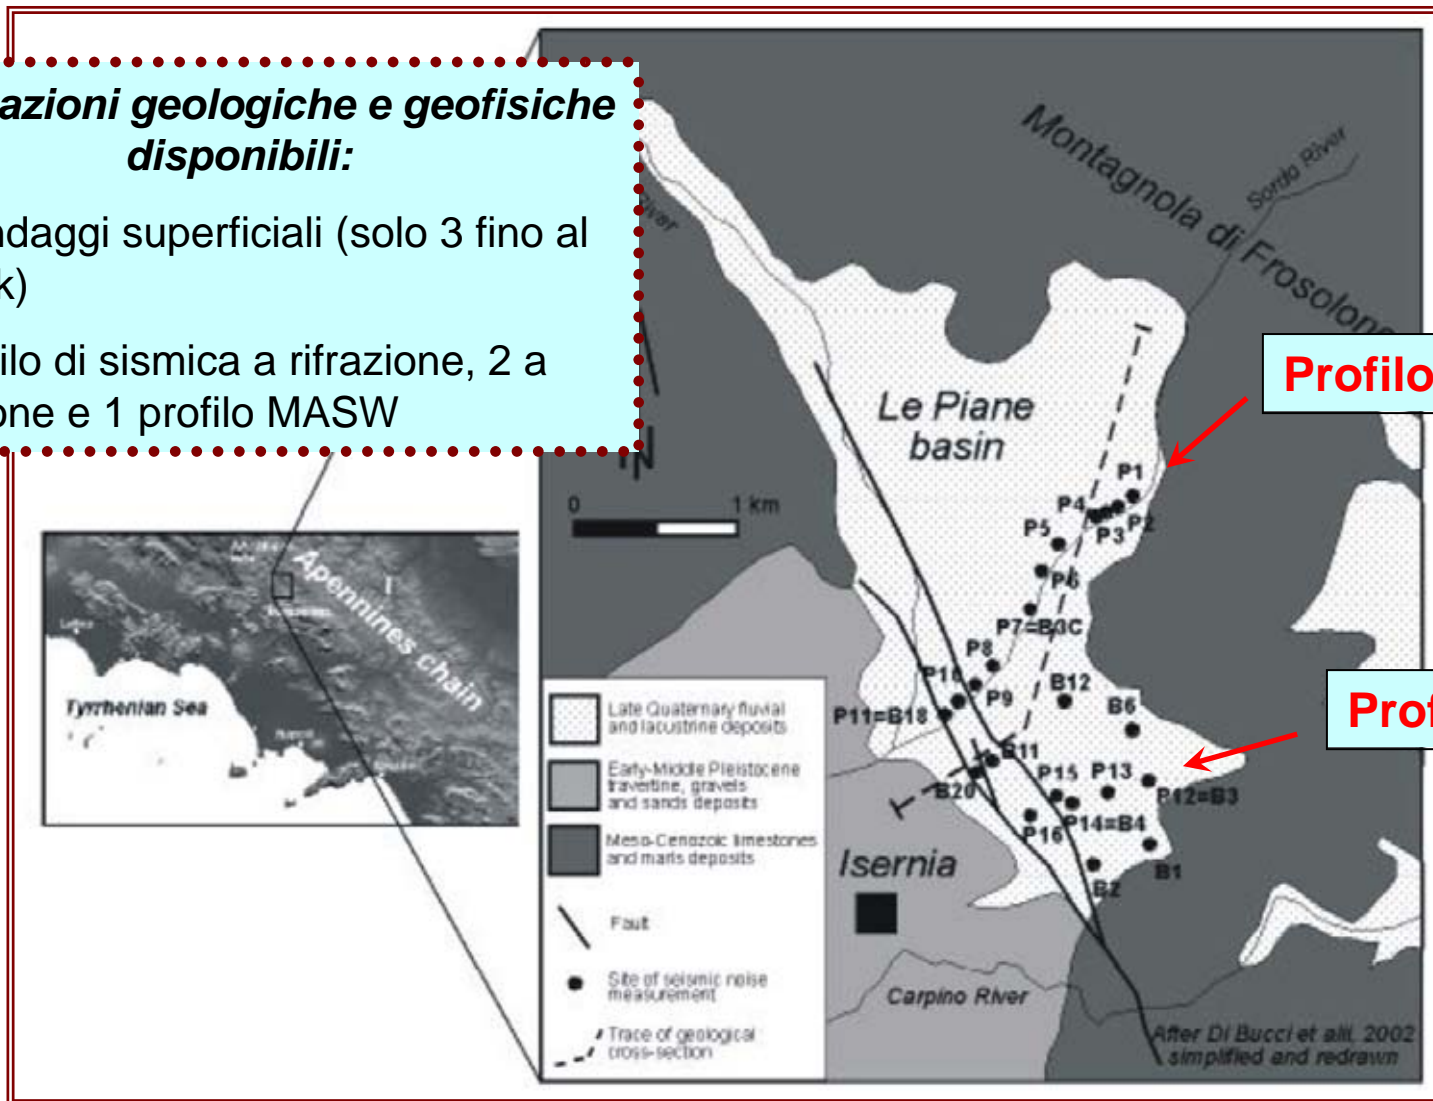 azioni geologiche e geofisiche
disponibili:
ndaggi superficiali (solo 3 fino al
k)
ilo di sismica a rifrazione, 2 a
one e 1 profilo MASW
River
Montagnola di Frosolone
Sordo River
Profilo
Le Piane
basin
N
0 1 km
P1
P2
P3
P4
P5
P6
P7=B3C
P8
P9
P10
P11=B18
B12
B6
B11
B20
P15
P13
P12=B3
P14=B4
P16
B1
B2
Prof
Isernia
Carpino River
After Di Bucci et alii, 2002
simplified and redrawn
Apennines chain
Tyrrhenian Sea
Late Quaternary fluvial
and lacustrine deposits
Early-Middle Pleistocene
travertine, gravels
and sands deposits
Meso-Cenozoic limestones
and marls deposits
Fault
Site of seismic noise
measurement
Trace of geological
cross-section